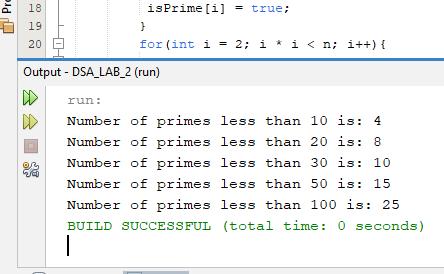 Pro
18 isPrime[i] = true;
19 }
20 for(int i = 2; i * i < n; i++){
Output - DSA_LAB_2 (run)
run:
Number of primes less than 10 is: 4
Number of primes less than 20 is: 8
Number of primes less than 30 is: 10
Number of primes less than 50 is: 15
Number of primes less than 100 is: 25
BUILD SUCCESSFUL (total time: 0 seconds)